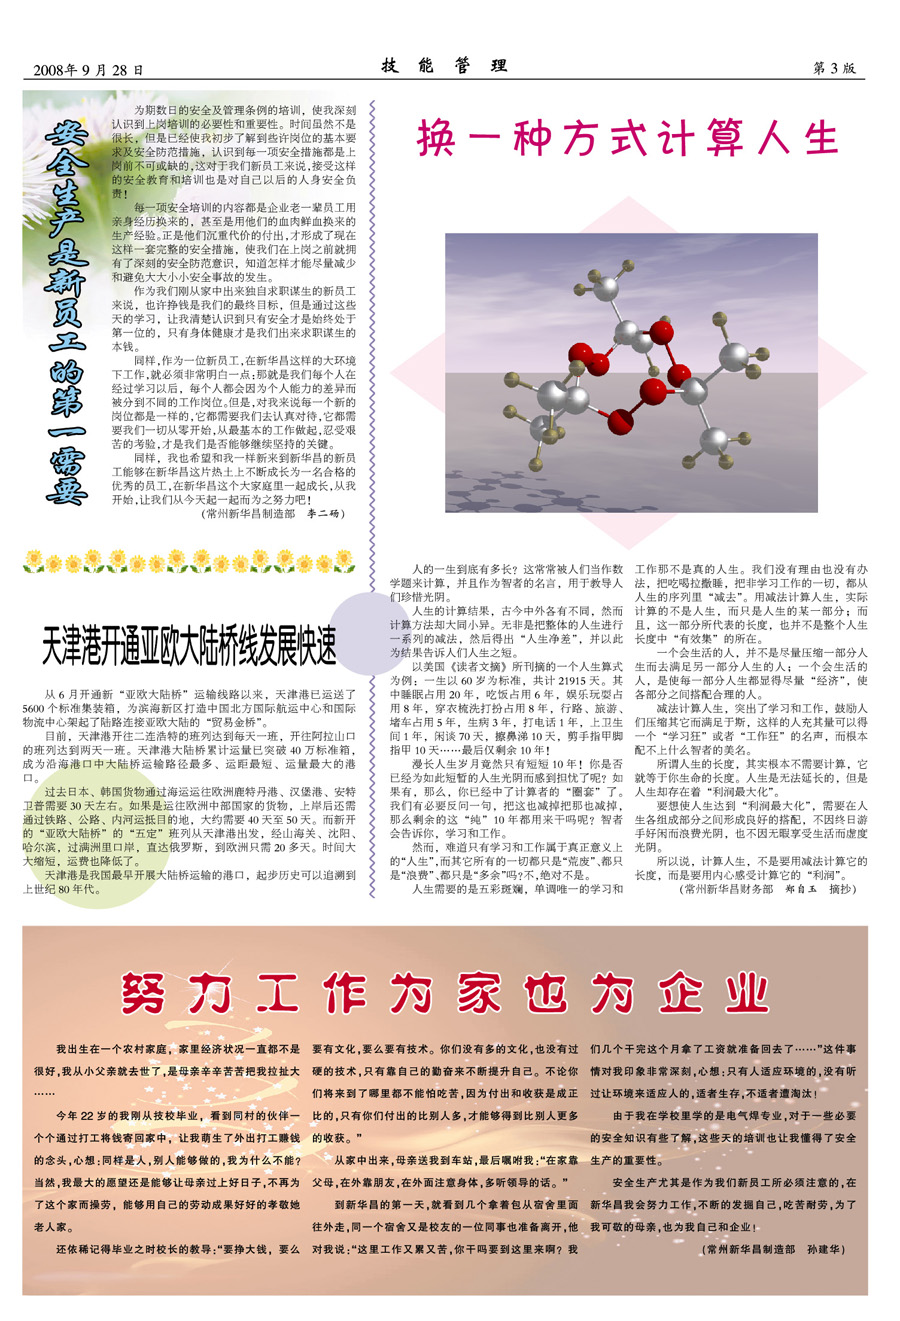 2008年9月28日
技能管理
第3版
安全生产是新员工的第一需要
为期数日的安全及管理条例的培训，使我深刻
认识到上岗培训的必要性和重要性。时间虽然不是
很长，但是已经使我初步了解到些许岗位的基本要
求及安全防范措施，认识到每一项安全措施都是上
岗前不可或缺的,这对于我们新员工来说,接受这样
的安全教育和培训也是对自己以后的人身安全负
责！
每一项安全培训的内容都是企业老一辈员工用
亲身经历换来的，甚至是用他们的血肉鲜血换来的
生产经验。正是他们沉重代价的付出,才形成了现在
这样一套完整的安全措施，使我们在上岗之前就拥
有了深刻的安全防范意识，知道怎样才能尽量减少
和避免大大小小安全事故的发生。
作为我们刚从家中出来独自求职谋生的新员工
来说，也许挣钱是我们的最终目标，但是通过这些
天的学习，让我清楚认识到只有安全才是始终处于
第一位的，只有身体健康才是我们出来求职谋生的
本钱。
同样,作为一位新员工,在新华昌这样的大环境
下工作,就必须非常明白一点:那就是我们每个人在
经过学习以后，每个人都会因为个人能力的差异而
被分到不同的工作岗位。但是,对我来说每一个新的
岗位都是一样的,它都需要我们去认真对待,它都需
要我们一切从零开始,从最基本的工作做起,忍受艰
苦的考验,才是我们是否能够继续坚持的关键。
同样，我也希望和我一样新来到新华昌的新员
工能够在新华昌这片热土上不断成长为一名合格的
优秀的员工,在新华昌这个大家庭里一起成长,从我
开始,让我们从今天起一起而为之努力吧！
(常州新华昌制造部 李二砀)
天津港开通亚欧大陆桥线发展快速
从6月开通新“亚欧大陆桥”运输线路以来，天津港已运送了
5600个标准集装箱，为滨海新区打造中国北方国际航运中心和国际
物流中心架起了陆路连接亚欧大陆的“贸易金桥”。
目前，天津港开往二连浩特的班列达到每天一班，开往阿拉山口
的班列达到两天一班。天津港大陆桥累计运量已突破40万标准箱，
成为沿海港口中大陆桥运输路径最多、运距最短、运量最大的港
口。
过去日本、韩国货物通过海运运往欧洲鹿特丹港、汉堡港、安特
卫普需要30天左右。如果是运往欧洲中部国家的货物，上岸后还需
通过铁路、公路、内河运抵目的地，大约需要40天至50天。而新开
的“亚欧大陆桥”的“五定”班列从天津港出发，经山海关、沈阳、
哈尔滨，过满洲里口岸，直达俄罗斯，到欧洲只需20多天。时间大
大缩短，运费也降低了。
天津港是我国最早开展大陆桥运输的港口，起步历史可以追溯到
上世纪80年代。
换一种方式计算人生
人的一生到底有多长？这常常被人们当作数
学题来计算，并且作为智者的名言，用于教导人
们珍惜光阴。
人生的计算结果，古今中外各有不同，然而
计算方法却大同小异。无非是把整体的人生进行
一系列的减法，然后得出“人生净差”，并以此
为结果告诉人们人生之短。
以美国《读者文摘》所刊摘的一个人生算式
为例：一生以60岁为标准，共计21915天。其
中睡眠占用20年，吃饭占用6年，娱乐玩耍占
用8年，穿衣梳洗打扮占用8年，行路、旅游、
堵车占用5年，生病3年，打电话1年，上卫生
间1年，闲谈70天，擦鼻涕10天，剪手指甲脚
指甲10天……最后仅剩余10年！
漫长人生岁月竟然只有短短10年！你是否
已经为如此短暂的人生光阴而感到担忧了呢？如
果有，那么，你已经中了计算者的“圈套”了。
我们有必要反问一句，把这也减掉把那也减掉，
那么剩余的这“纯”10年都用来干吗呢？智者
会告诉你，学习和工作。
然而，难道只有学习和工作属于真正意义上
的“人生”,而其它所有的一切都只是“荒废”、都只
是“浪费”、都只是“多余”吗?不,绝对不是。
人生需要的是五彩斑斓，单调唯一的学习和
工作那不是真的人生。我们没有理由也没有办
法，把吃喝拉撒睡，把非学习工作的一切，都从
人生的序列里“减去”。用减法计算人生，实际
计算的不是人生，而只是人生的某一部分；而
且，这一部分所代表的长度，也并不是整个人生
长度中“有效集”的所在。
一个会生活的人，并不是尽量压缩一部分人
生而去满足另一部分人生的人；一个会生活的
人，是使每一部分人生都显得尽量“经济”，使
各部分之间搭配合理的人。
减法计算人生，突出了学习和工作，鼓励人
们压缩其它而满足于斯，这样的人充其量可以得
一个“学习狂”或者“工作狂”的名声，而根本
配不上什么智者的美名。
所谓人生的长度，其实根本不需要计算，它
就等于你生命的长度。人生是无法延长的，但是
人生却存在着“利润最大化”。
要想使人生达到“利润最大化”，需要在人
生各组成部分之间形成良好的搭配，不因终日游
手好闲而浪费光阴，也不因无暇享受生活而虚度
光阴。
所以说，计算人生，不是要用减法计算它的
长度，而是要用内心感受计算它的“利润”。
(常州新华昌财务部 郑自玉 摘抄)
努力工作为家也为企业
我出生在一个农村家庭，家里经济状况一直都不是
很好,我从小父亲就去世了,是母亲辛辛苦苦把我拉扯大
……
今年22岁的我刚从技校毕业，看到同村的伙伴一
个个通过打工将钱寄回家中，让我萌生了外出打工赚钱
的念头,心想:同样是人,别人能够做的,我为什么不能?
当然,我最大的愿望还是能够让母亲过上好日子,不再为
了这个家而操劳，能够用自己的劳动成果好好的孝敬她
老人家。
还依稀记得毕业之时校长的教导:“要挣大钱，要么
要有文化,要么要有技术。你们没有多的文化,也没有过
硬的技术,只有靠自己的勤奋来不断提升自己。不论你
们将来到了哪里都不能怕吃苦,因为付出和收获是成正
比的,只有你们付出的比别人多,才能够得到比别人更多
的收获。”
从家中出来,母亲送我到车站,最后嘱咐我:“在家靠
父母,在外靠朋友,在外面注意身体,多听领导的话。”
到新华昌的第一天,就看到几个拿着包从宿舍里面
往外走,同一个宿舍又是校友的一位同事也准备离开,他
对我说:“这里工作又累又苦,你干吗要到这里来啊？我
们几个干完这个月拿了工资就准备回去了……”这件事
情对我印象非常深刻,心想:只有人适应环境的,没有听
过让环境来适应人的,适者生存,不适者遭淘汰！
由于我在学校里学的是电气焊专业,对于一些必要
的安全知识有些了解,这些天的培训也让我懂得了安全
生产的重要性。
安全生产尤其是作为我们新员工所必须注意的,在
新华昌我会努力工作,不断的发掘自己,吃苦耐劳,为了
我可敬的母亲,也为我自己和企业！
(常州新华昌制造部 孙建华)